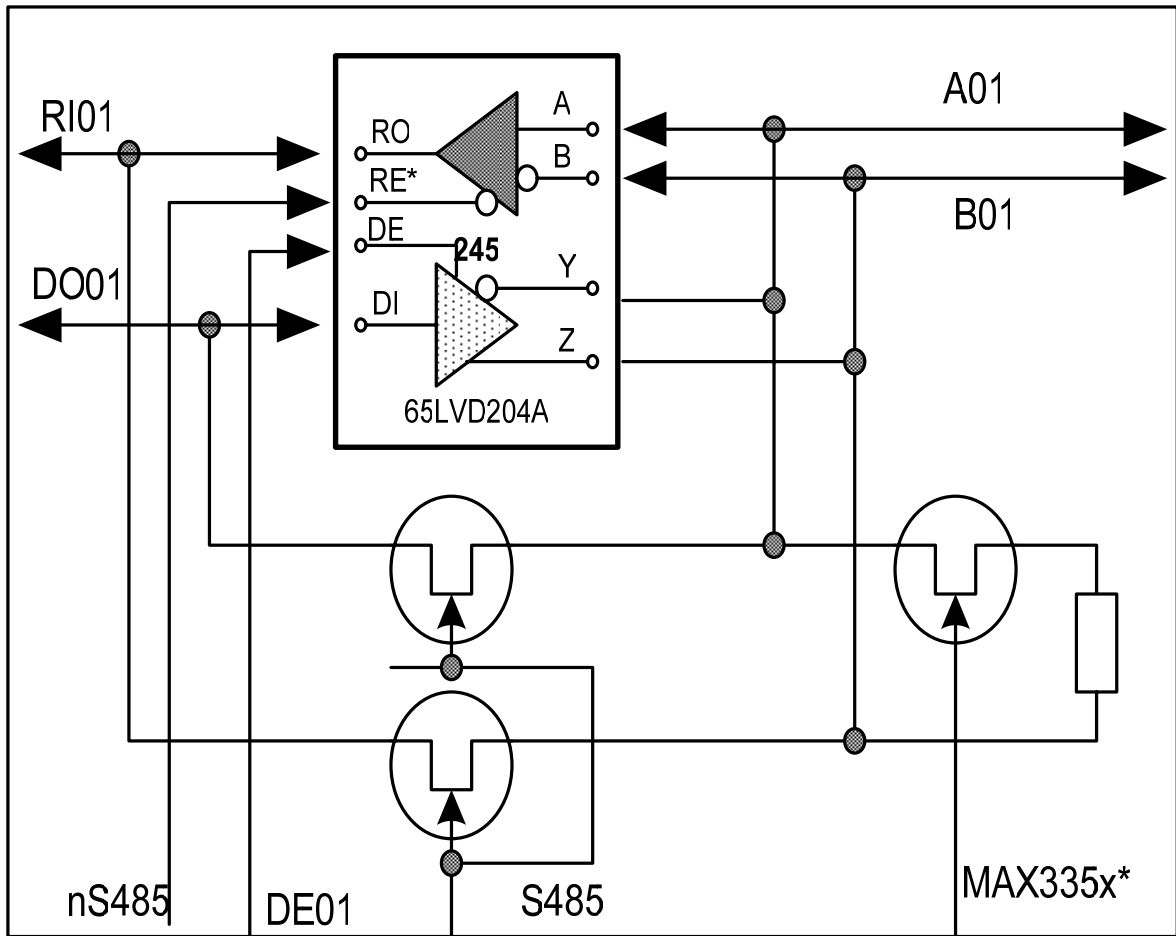 RI01
A01
RO
A
RE*
B
DE
245
B01
DO01
Y
DI
Z
65LVD204A
nS485
DE01
S485
MAX335x*